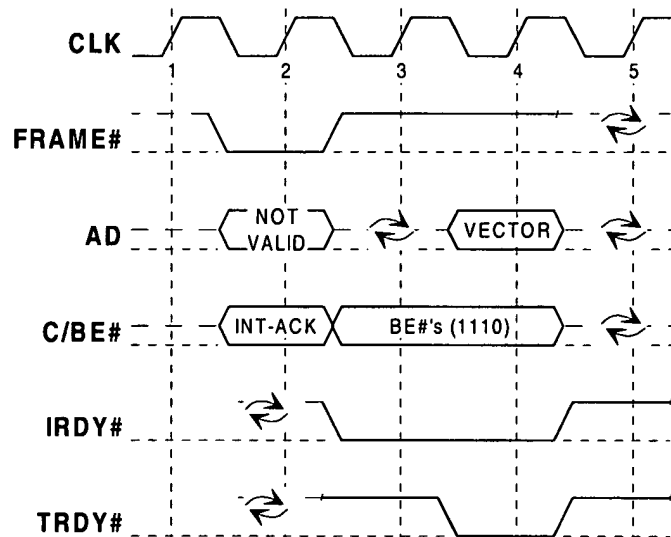 CLK
1 2 3 4 5
FRAME#
AD
NOT
VALID
VECTOR
C/BE#
INT-ACK
BE#'s (1110)
IRDY#
TRDY#